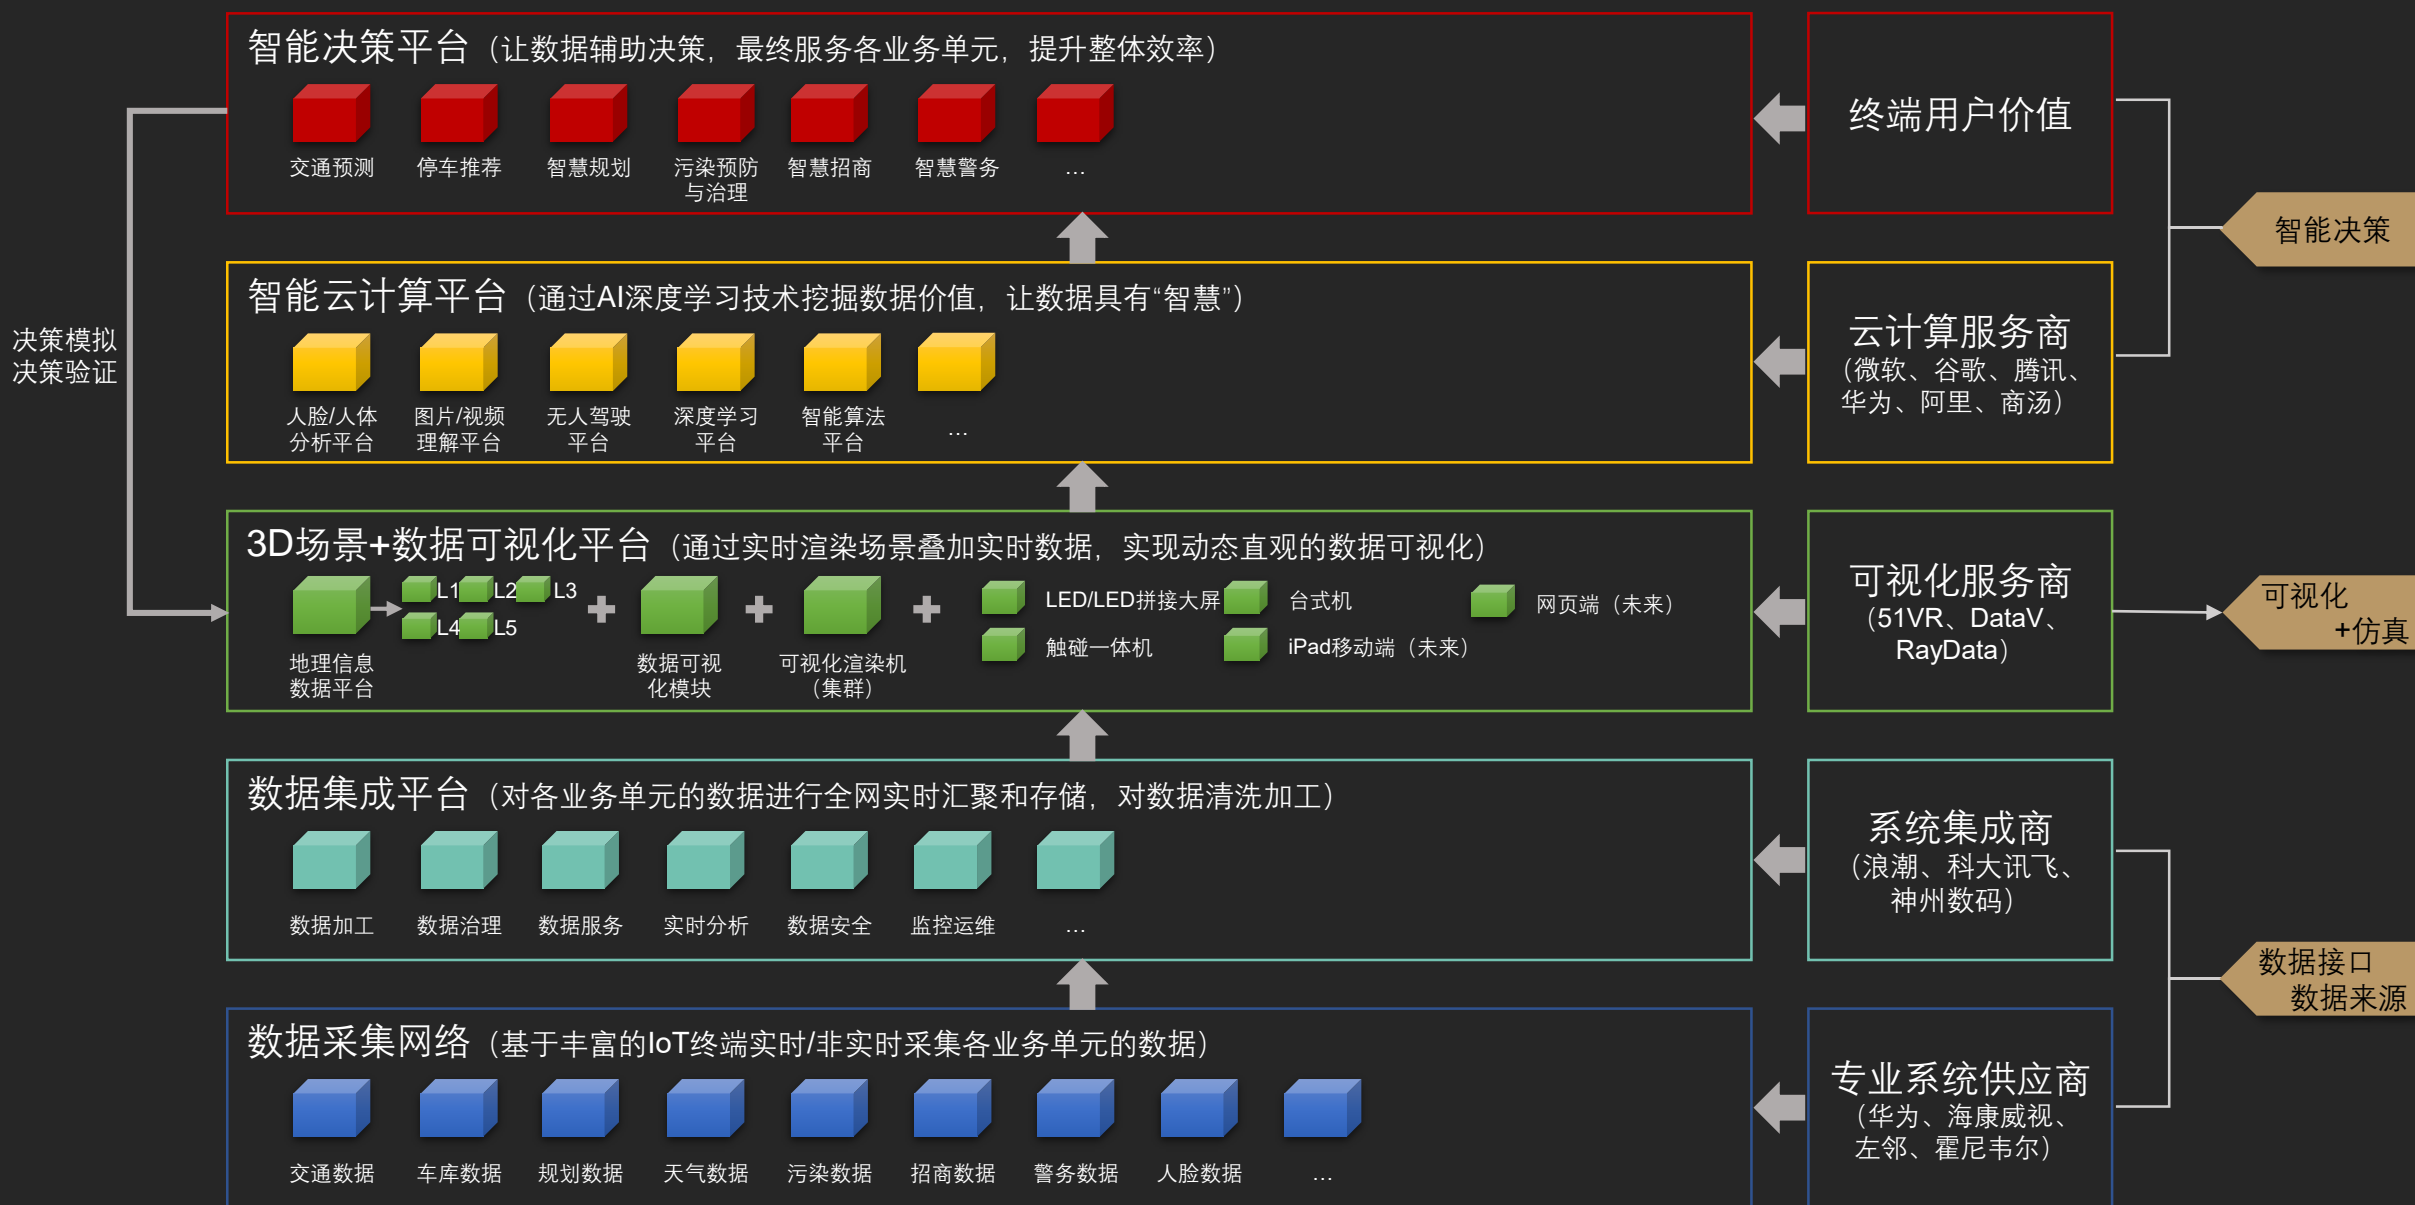 智能决策平台（让数据辅助决策，最终服务各业务单元，提升整体效率）
交通预测
停车推荐
智慧规划
污染预防
与治理
智慧招商
智慧警务
...
终端用户价值
智能决策
智能云计算平台（通过AI深度学习技术挖掘数据价值，让数据具有“智慧”）
人脸/人体
分析平台
图片/视频
理解平台
无人驾驶
平台
深度学习
平台
智能算法
平台
...
云计算服务商
（微软、谷歌、腾讯、
华为、阿里、商汤）
决策模拟
决策验证
3D场景+数据可视化平台（通过实时渲染场景叠加实时数据，实现动态直观的数据可视化）
地理信息
数据平台
L1
L2
L3
L4
L5
数据可视
化模块
可视化渲染机
（集群）
LED/LED拼接大屏
台式机
网页端（未来）
触碰一体机
iPad移动端（未来）
可视化服务商
（51VR、DataV、
RayData）
可视化
+仿真
数据集成平台（对各业务单元的数据进行全网实时汇聚和存储，对数据清洗加工）
数据加工
数据治理
数据服务
实时分析
数据安全
监控运维
...
系统集成商
（浪潮、科大讯飞、
神州数码）
数据接口
数据来源
数据采集网络（基于丰富的IoT终端实时/非实时采集各业务单元的数据）
交通数据
车库数据
规划数据
天气数据
污染数据
招商数据
警务数据
人脸数据
...
专业系统供应商
（华为、海康威视、
左邻、霍尼韦尔）